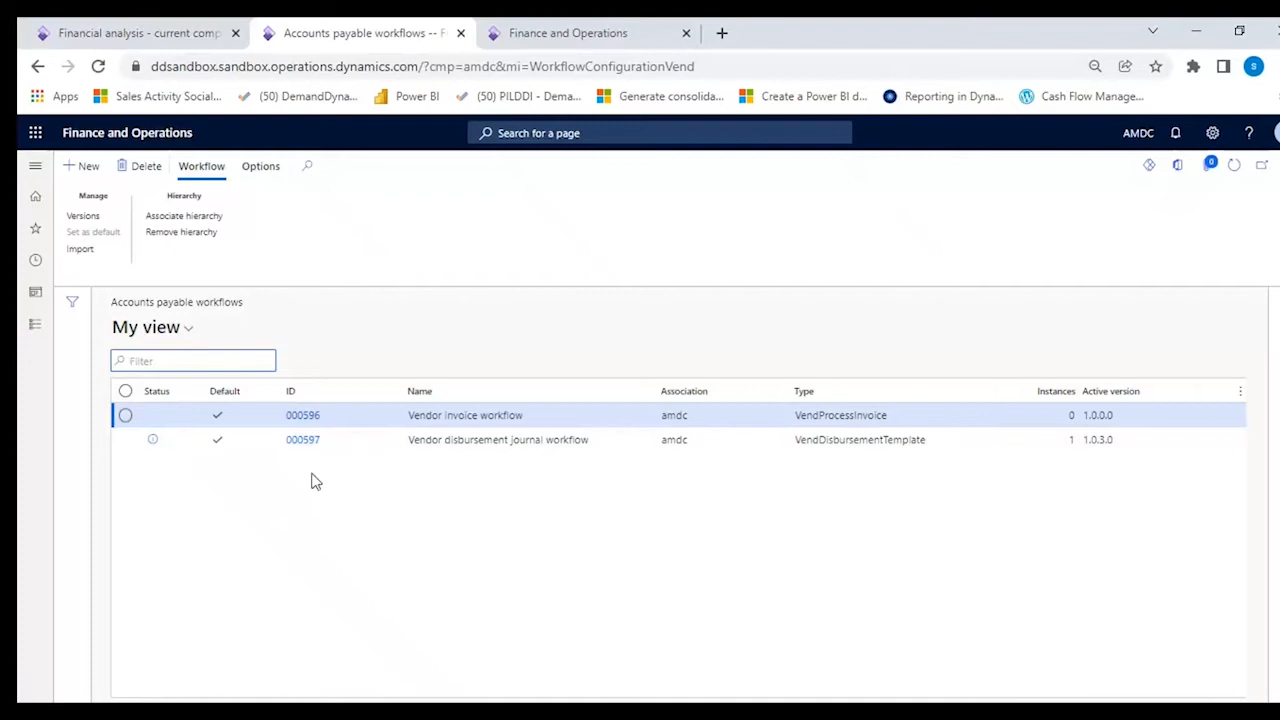 Financial analysis - current comp
Accounts payable workflows -- F
Finance and Operations
ddsandbox.sandbox.operations.dynamics.com/?cmp=amdc&mi=WorkflowConfigurationVend
S
Apps
Sales Activity Social...
(50) DemandDyna...
Power BI
(50) PILDDI - Dema...
Generate consolida...
Create a Power BI d...
Reporting in Dyna...
Cash Flow Manage...
Finance and Operations
Search for a page
AMDC
?
New
Delete
Workflow
Options
0
Manage
Hierarchy
Versions
Associate hierarchy
Set as default
Remove hierarchy
Import
Accounts payable workflows
My view
Filter
Status Default ID Name Association Type Instances Active version
000596 Vendor invoice workflow amdc VendProcessInvoice 0 1.0.0.0
000597 Vendor disbursement journal workflow amdc VendDisbursementTemplate 1 1.0.3.0